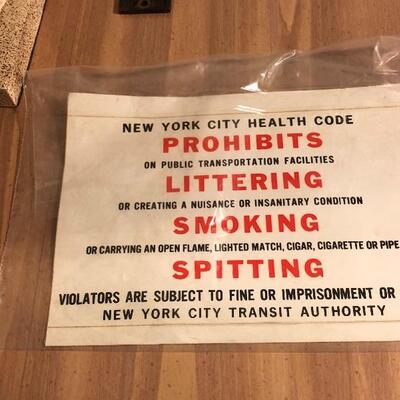 NEW YORK CITY HEALTH CODE
PROHIBITS
ON PUBLIC TRANSPORTATION FACILITIES
LITTERING
OR CREATING A NUISANCE OR INSANITARY CONDITION
SMOKING
OR CARRYING AN OPEN FLAME, LIGHTED MATCH, CIGAR, CIGARETTE OR PIPE
SPITTING
VIOLATORS ARE SUBJECT TO FINE OR IMPRISONMENT OR
NEW YORK CITY TRANSIT AUTHORITY